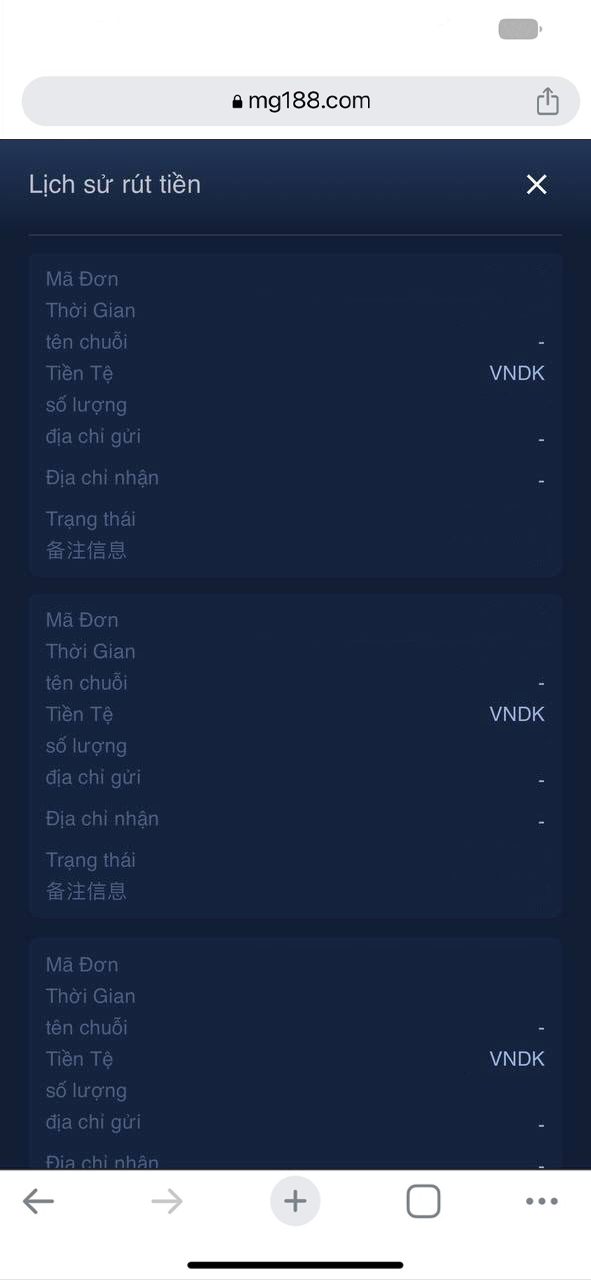 mg188.com
Lịch sử rút tiền
Mã Đơn
Thời Gian
tên chuỗi -
Tiền Tệ VNDK
số lượng
địa chỉ gửi -
Địa chỉ nhận -
Trạng thái
备注信息
Mã Đơn
Thời Gian
tên chuỗi -
Tiền Tệ VNDK
số lượng
địa chỉ gửi -
Địa chỉ nhận -
Trạng thái
备注信息
Mã Đơn
Thời Gian
tên chuỗi -
Tiền Tệ VNDK
số lượng
địa chỉ gửi -
Địa chỉ nhận -